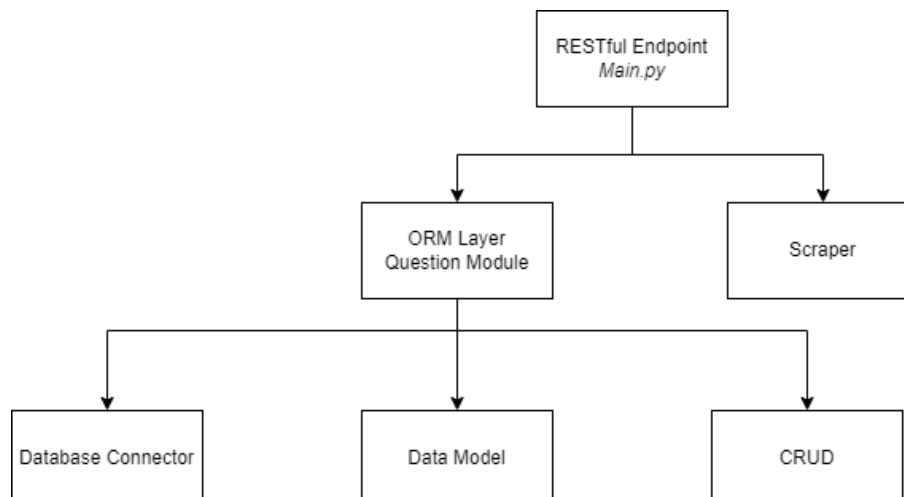 RESTful Endpoint
Main.py
ORM Layer
Question Module
Scraper
Database Connector
Data Model
CRUD